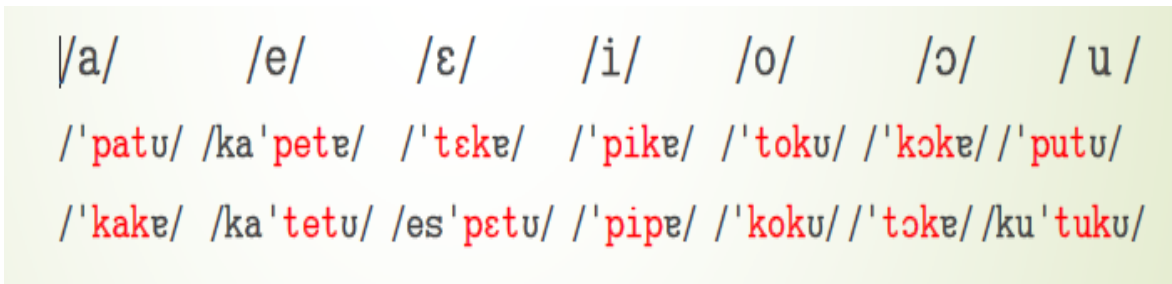 /a/ /e/ /ɛ/ /i/ /o/ /ɔ/ / u /
/ˈpatʊ/ /kaˈpetɐ/ /ˈtɛkɐ/ /ˈpikɐ/ /ˈtokʊ/ /ˈkɔkɐ/ /ˈputʊ/
/ˈkakɐ/ /kaˈtetʊ/ /esˈpɛtʊ/ /ˈpipɐ/ /ˈkokʊ/ /ˈtɔkɐ/ /kuˈtukʊ/